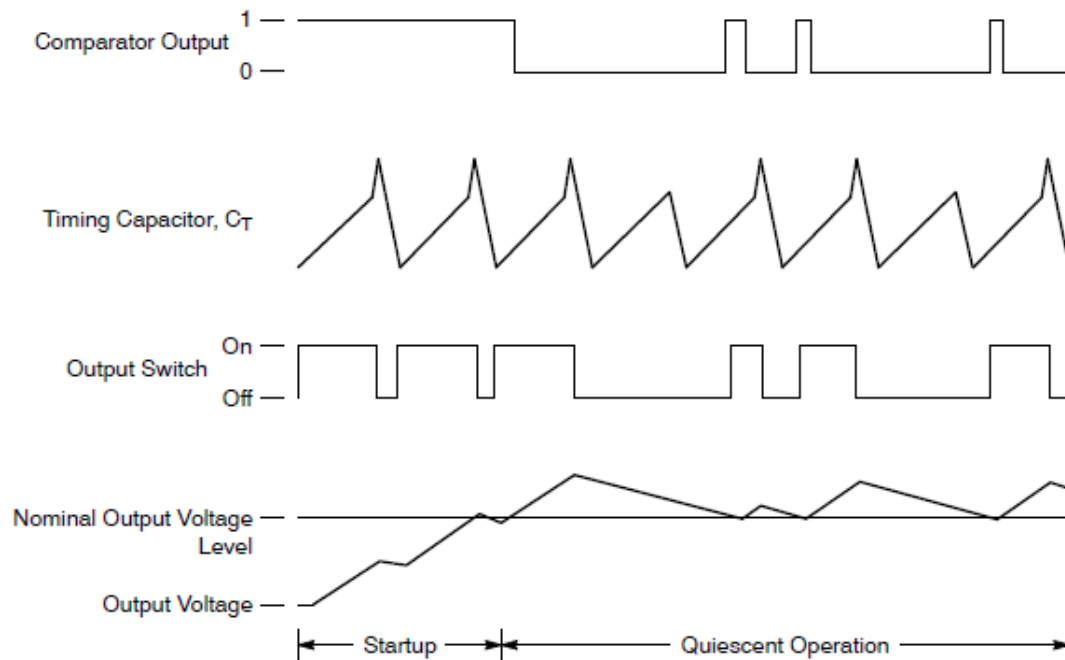 1
Comparator Output
0
Timing Capacitor, CT
On
Output Switch
Off
Nominal Output Voltage
Level
Output Voltage
Startup
Quiescent Operation